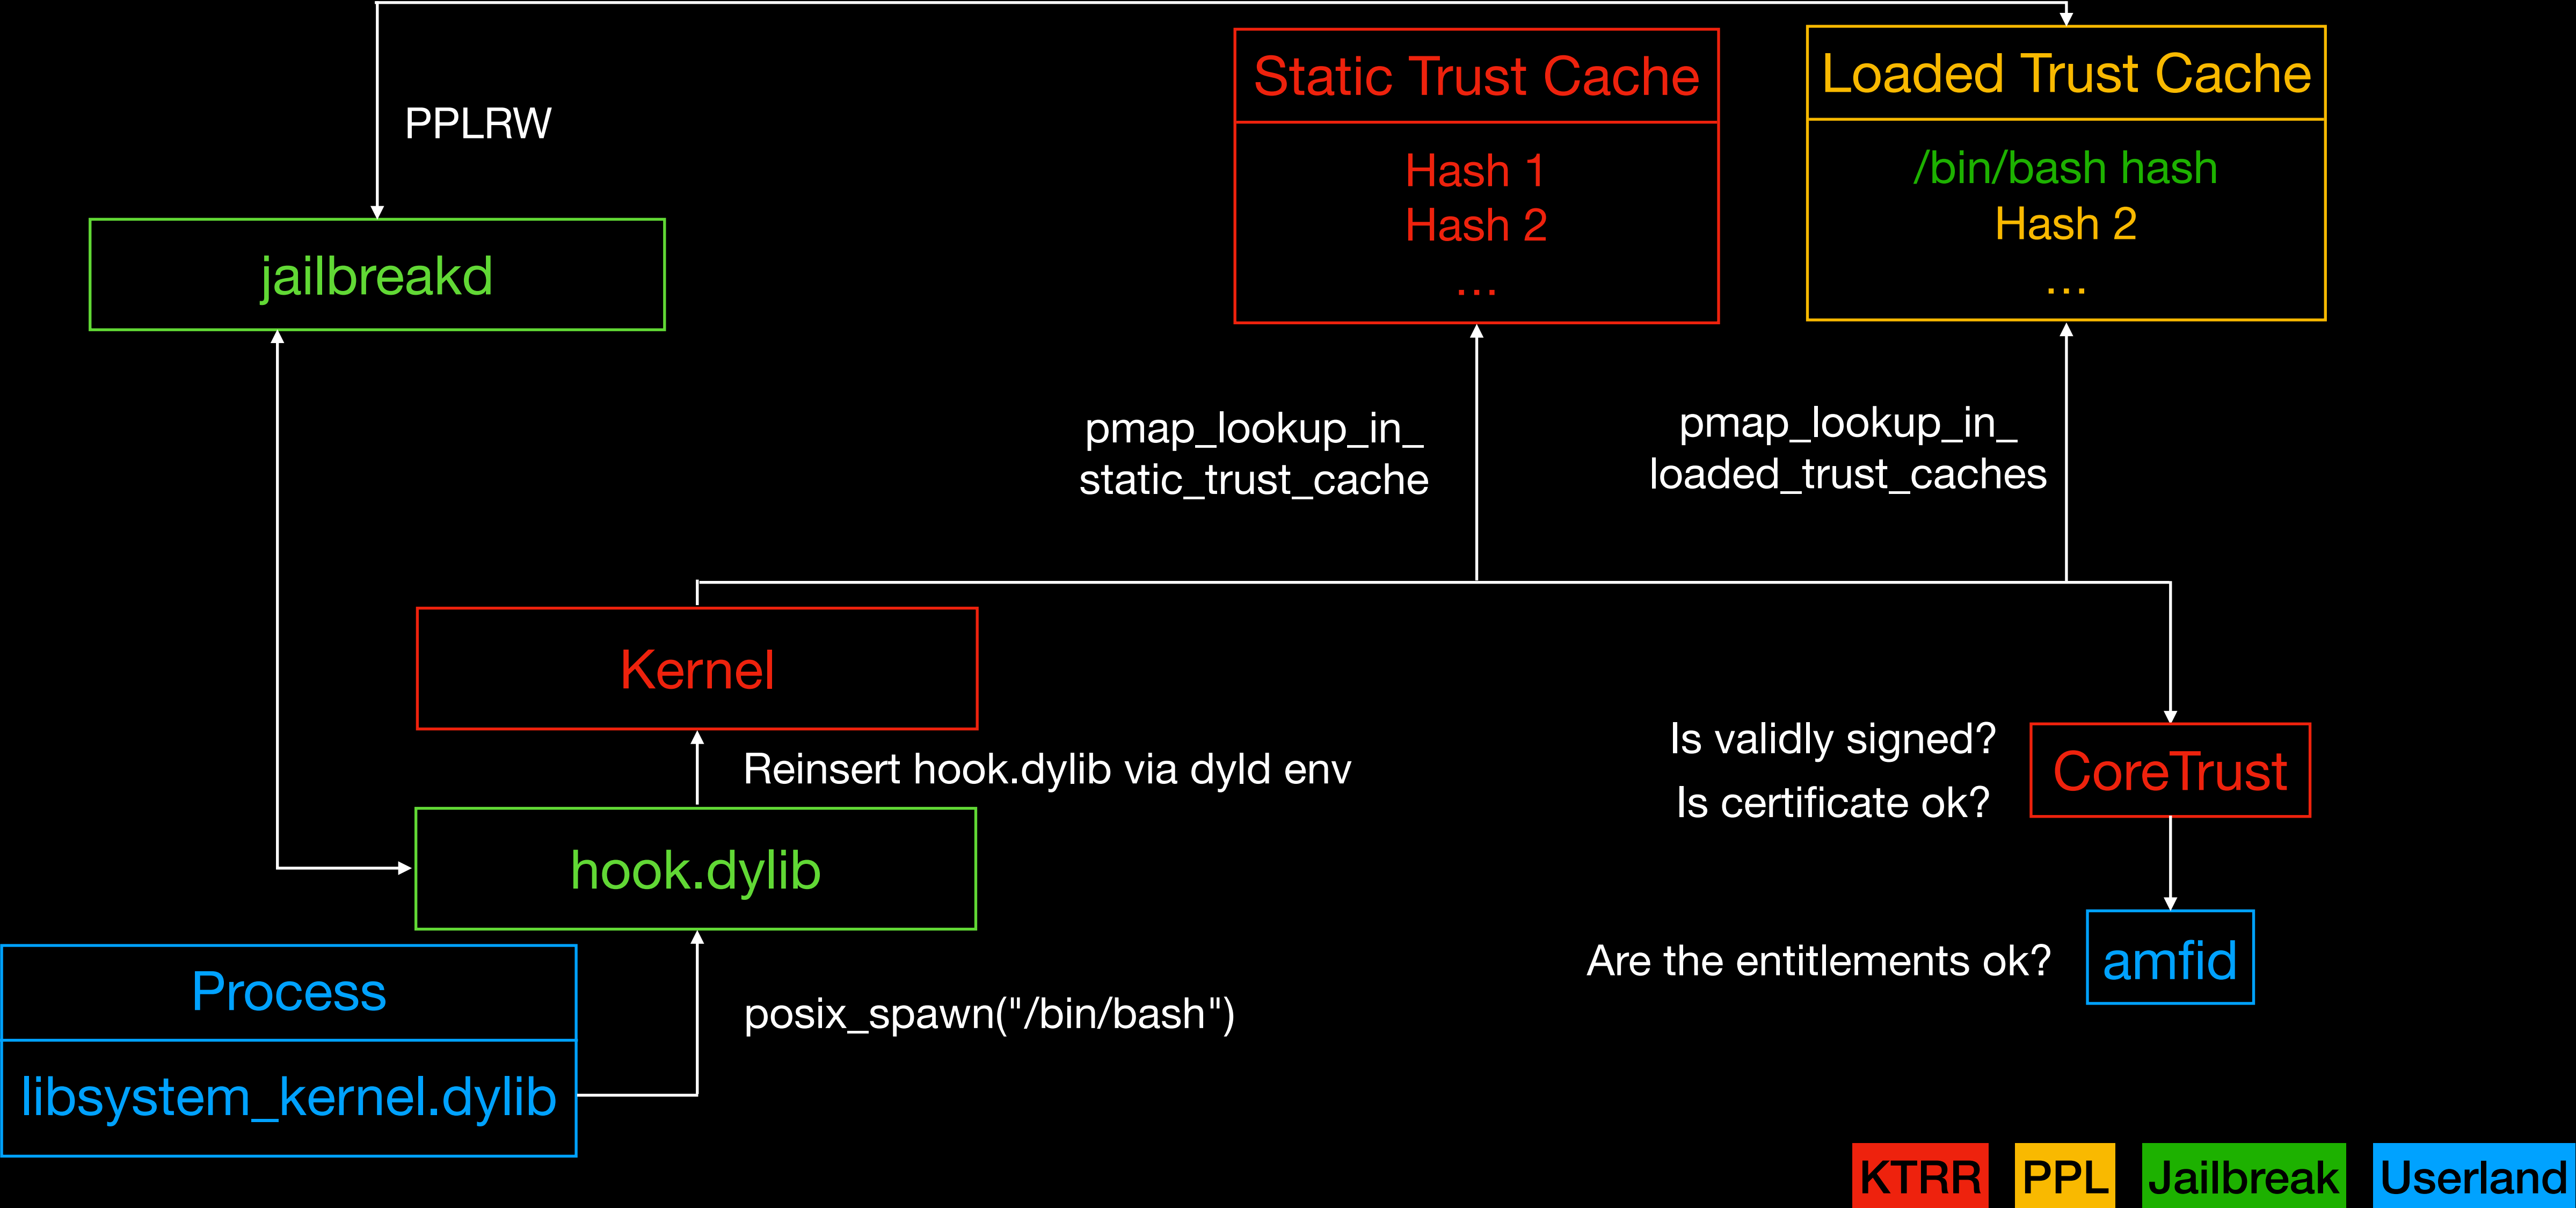 PPLRW
jailbreakd
Static Trust Cache
Hash 1
Hash 2
...
Loaded Trust Cache
/bin/bash hash
Hash 2
...
pmap_lookup_in_
static_trust_cache
pmap_lookup_in_
loaded_trust_caches
Kernel
Reinsert hook.dylib via dyld env
hook.dylib
Is validly signed?
Is certificate ok?
CoreTrust
Are the entitlements ok?
amfid
Process
libsystem_kernel.dylib
posix_spawn("/bin/bash")
KTRR
PPL
Jailbreak
Userland